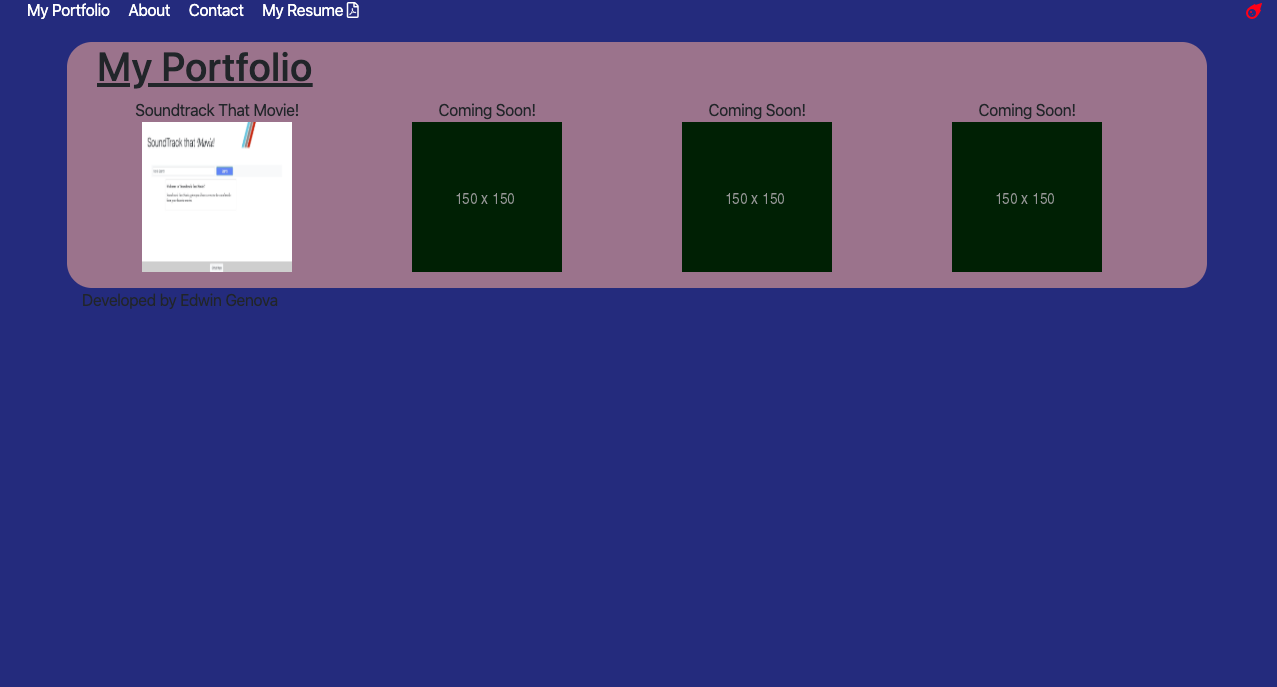 My Portfolio About Contact My Resume
My Portfolio
Soundtrack That Movie! Coming Soon! Coming Soon! Coming Soon!
SoundTrack that Movie!
150 x 150 150 x 150 150 x 150
Developed by Edwin Genova